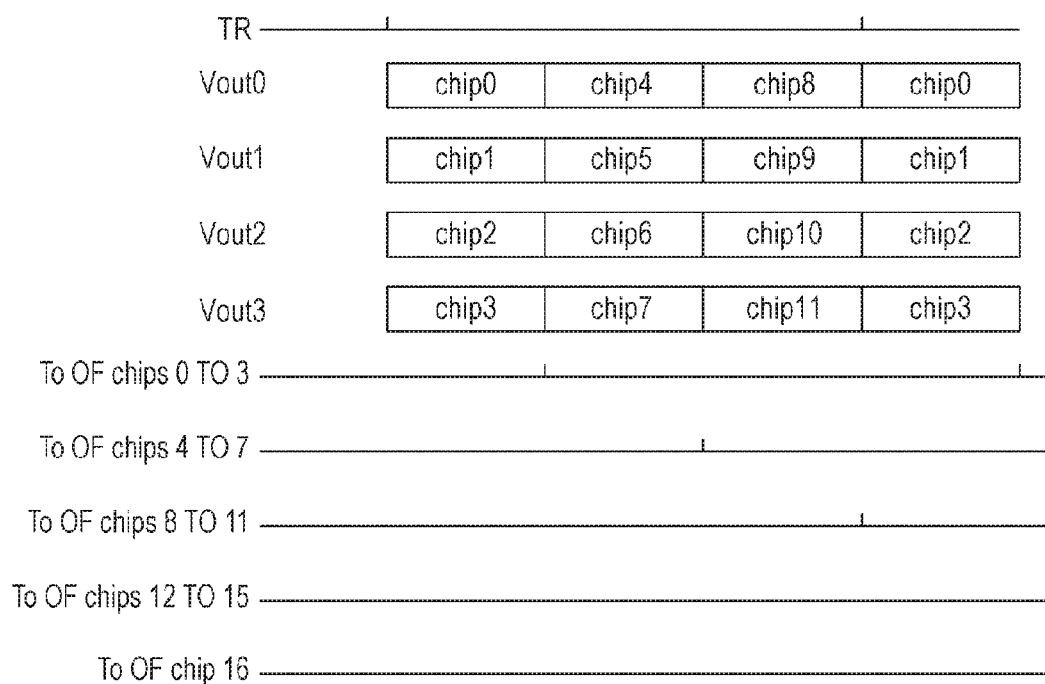 TR
Vout0 chip0 chip4 chip8 chip0
Vout1 chip1 chip5 chip9 chip1
Vout2 chip2 chip6 chip10 chip2
Vout3 chip3 chip7 chip11 chip3
To OF chips 0 TO 3
To OF chips 4 TO 7
To OF chips 8 TO 11
To OF chips 12 TO 15
To OF chip 16